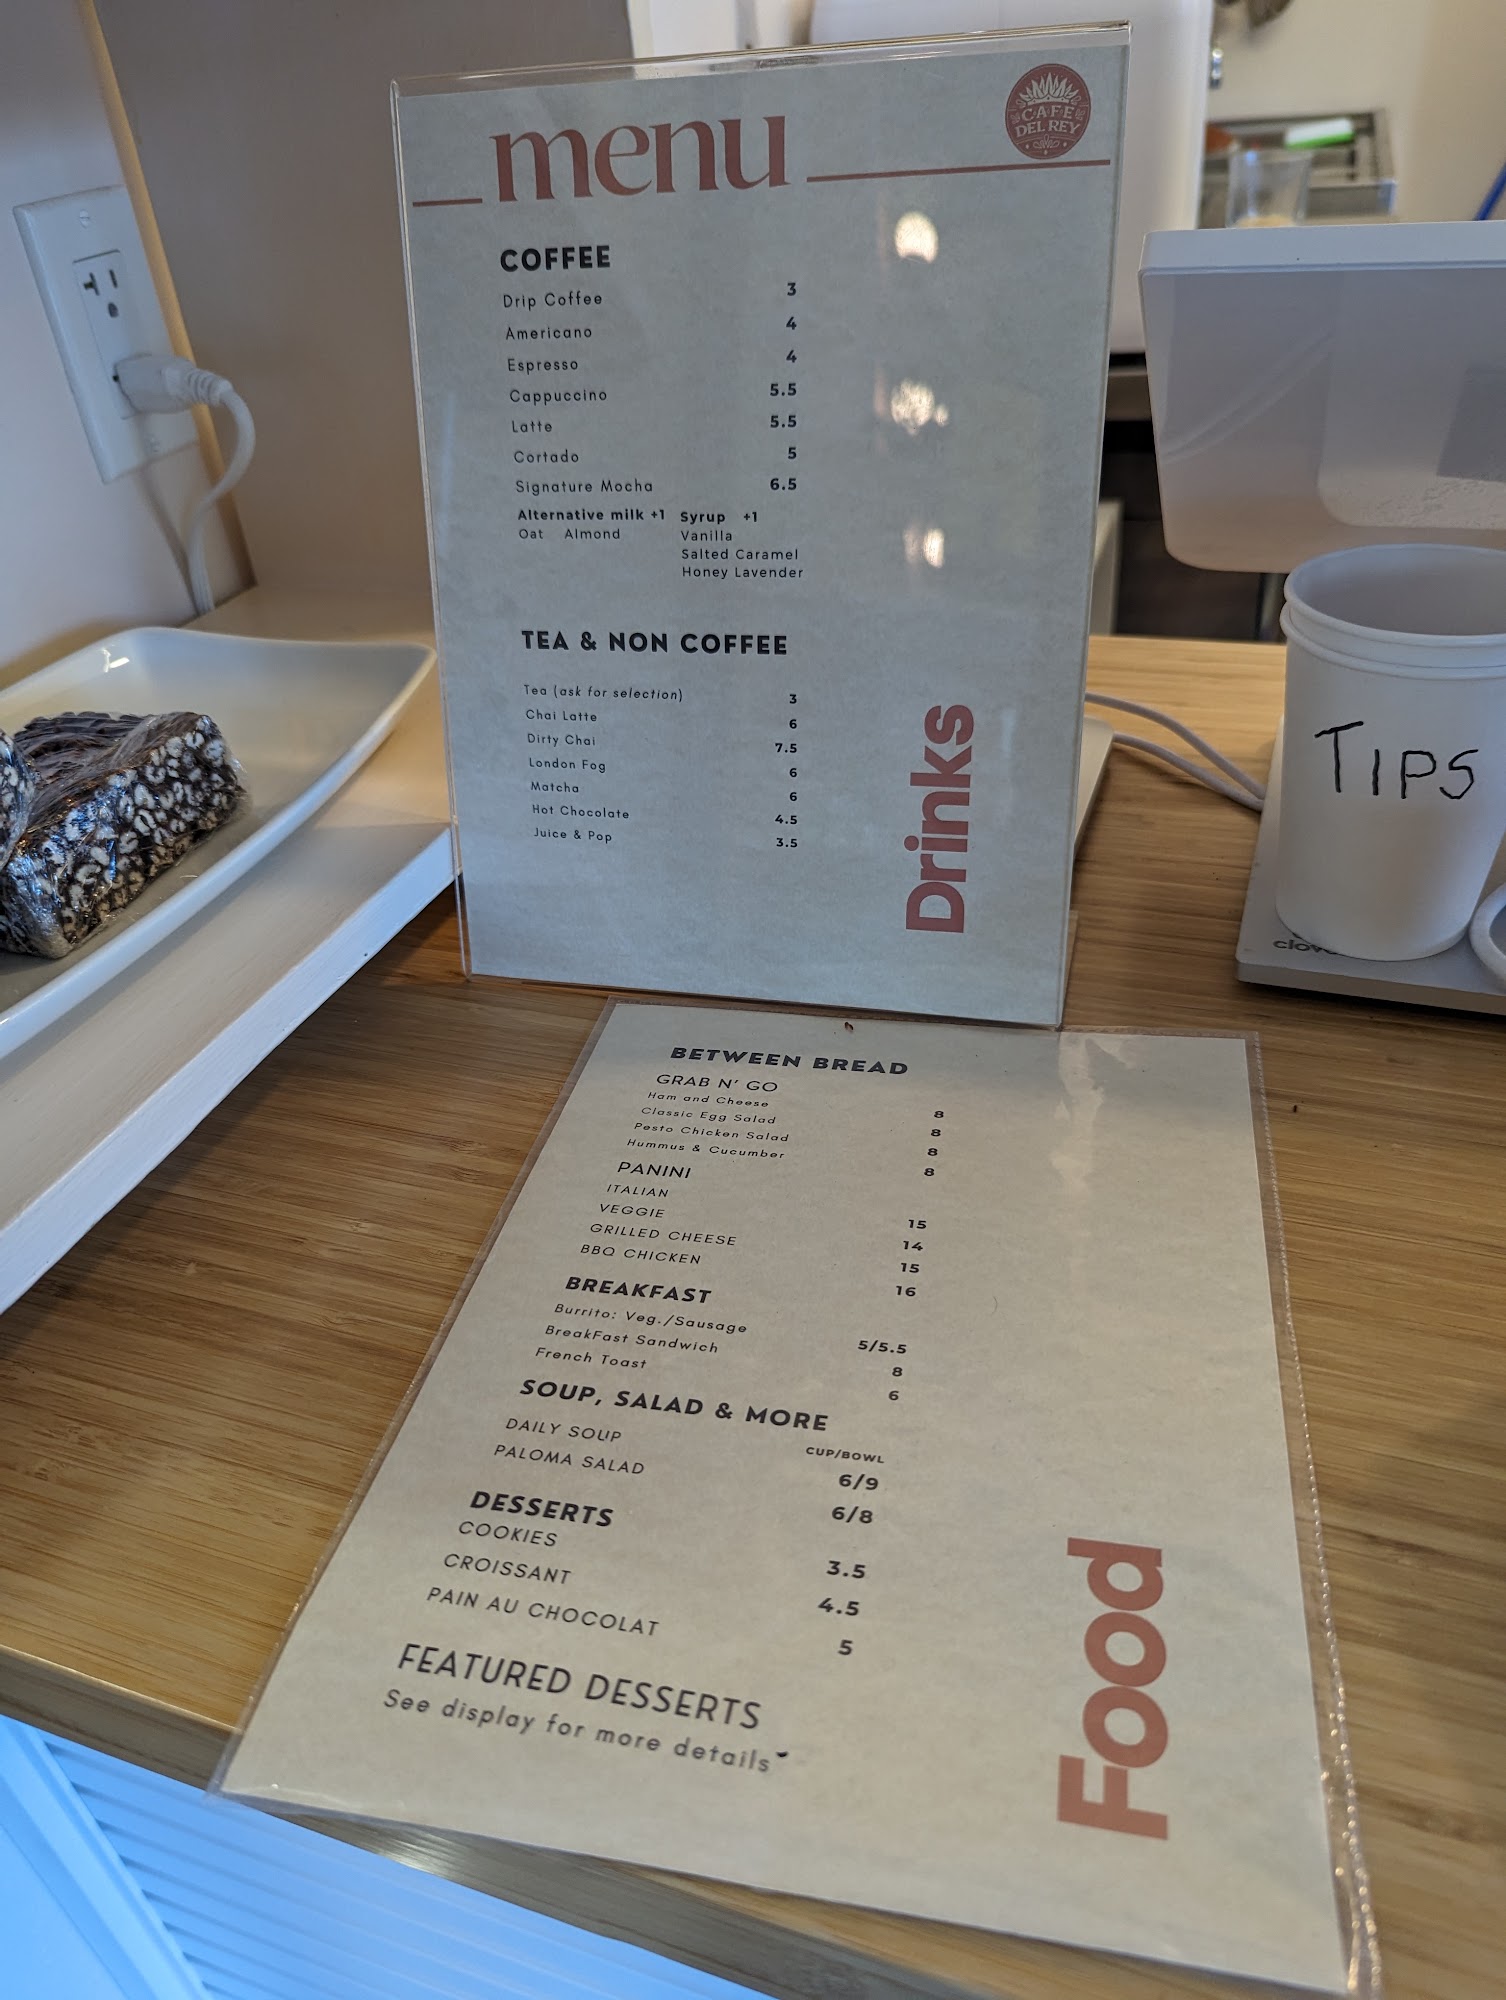 menu
CAFE
DEL REY
COFFEE
Drip Coffee 3
Americano 4
Espresso 4
Cappuccino 5.5
Latte 5.5
Cortado 5
Signature Mocha 6.5
Alternative milk +1 Syrup +1
Oat Almond Vanilla
Salted Caramel
Honey Lavender
TEA & NON COFFEE
Tea (ask for selection) 3
Chai Latte 6
Dirty Chai 7.5
London Fog 6
Matcha 6
Hot Chocolate 4.5
Juice & Pop 3.5
Drinks
TIPS
BETWEEN BREAD
GRAB N' GO
Ham and Cheese 8
Classic Egg Salad 8
Pesto Chicken Salad 8
Hummus & Cucumber 8
PANINI
ITALIAN 15
VEGGIE 14
GRILLED CHEESE 15
BBQ CHICKEN 16
BREAKFAST
Burrito: Veg./Sausage 5/5.5
BreakFast Sandwich 8
French Toast 6
SOUP, SALAD & MORE
CUP/BOWL
DAILY SOUP 6/9
PALOMA SALAD 6/8
DESSERTS
COOKIES 3.5
CROISSANT 4.5
PAIN AU CHOCOLAT 5
FEATURED DESSERTS
See display for more details
Food